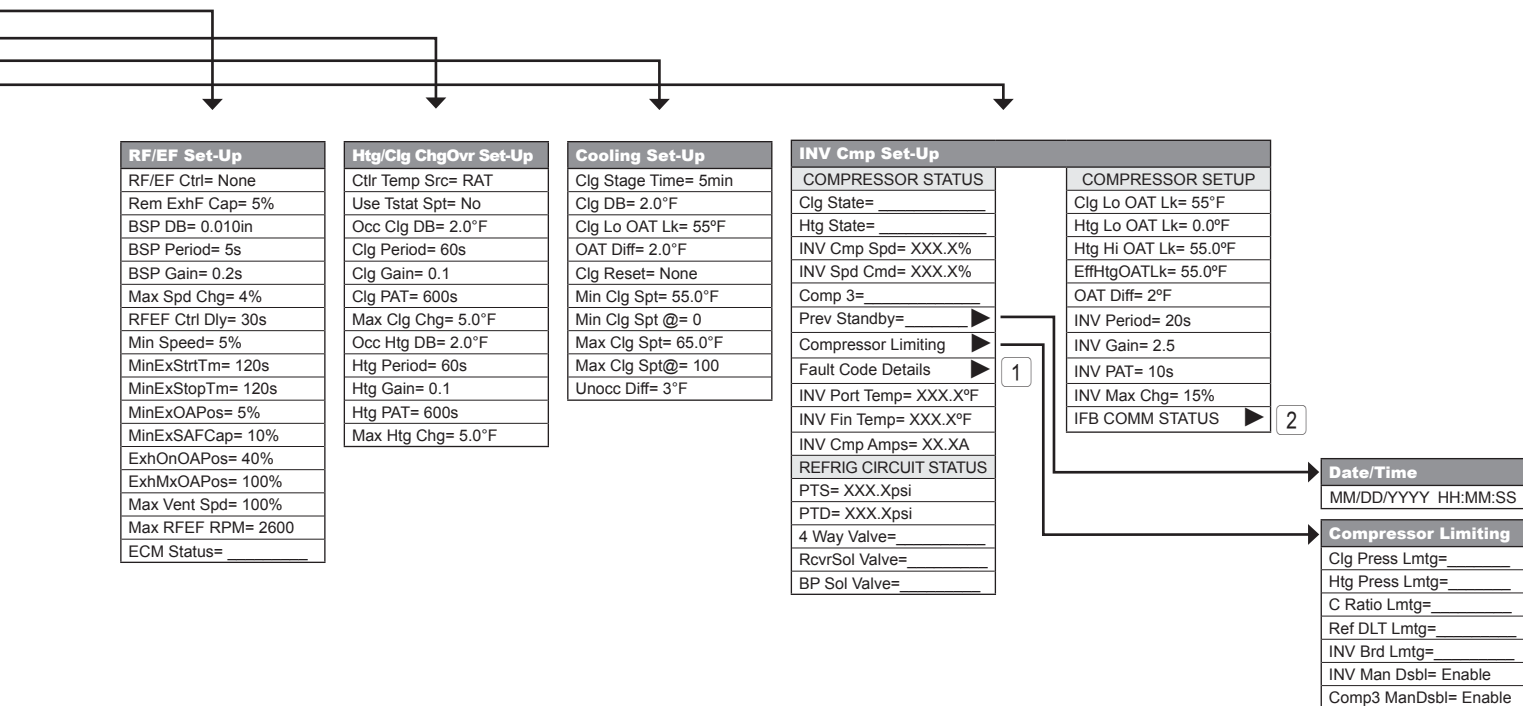 RF/EF Set-Up
RF/EF Ctrl= None
Rem ExhF Cap= 5%
BSP DB= 0.010in
BSP Period= 5s
BSP Gain= 0.2s
Max Spd Chg= 4%
RFEF Ctrl Dly= 30s
Min Speed= 5%
MinExStrtTm= 120s
MinExStopTm= 120s
MinExOAPos= 5%
MinExSAFCap= 10%
ExhOnOAPos= 40%
ExhMxOAPos= 100%
Max Vent Spd= 100%
Max RFEF RPM= 2600
ECM Status= __________
Htg/Clg ChgOvr Set-Up
Ctlr Temp Src= RAT
Use Tstat Spt= No
Occ Clg DB= 2.0°F
Clg Period= 60s
Clg Gain= 0.1
Clg PAT= 600s
Max Clg Chg= 5.0°F
Occ Htg DB= 2.0°F
Htg Period= 60s
Htg Gain= 0.1
Htg PAT= 600s
Max Htg Chg= 5.0°F
Cooling Set-Up
Clg Stage Time= 5min
Clg DB= 2.0°F
Clg Lo OAT Lk= 55ºF
OAT Diff= 2.0°F
Clg Reset= None
Min Clg Spt= 55.0°F
Min Clg Spt @= 0
Max Clg Spt= 65.0°F
Max Clg Spt@= 100
Unocc Diff= 3°F
INV Cmp Set-Up
COMPRESSOR STATUS
Clg State= _____________
Htg State= _____________
INV Cmp Spd= XXX.X%
INV Spd Cmd= XXX.X%
Comp 3=______________
Prev Standby=_______ ▶
Compressor Limiting ▶
Fault Code Details ▶ 1
INV Port Temp= XXX.XºF
INV Fin Temp= XXX.XºF
INV Cmp Amps= XX.XA
REFRIG CIRCUIT STATUS
PTS= XXX.Xpsi
PTD= XXX.Xpsi
4 Way Valve=__________
RcvrSol Valve=_________
BP Sol Valve=_________
COMPRESSOR SETUP
Clg Lo OAT Lk= 55°F
Htg Lo OAT Lk= 0.0ºF
Htg Hi OAT Lk= 55.0ºF
EffHtgOATLk= 55.0ºF
OAT Diff= 2ºF
INV Period= 20s
INV Gain= 2.5
INV PAT= 10s
INV Max Chg= 15%
IFB COMM STATUS ▶ 2
Date/Time
MM/DD/YYYY HH:MM:SS
Compressor Limiting
Clg Press Lmtg=_______
Htg Press Lmtg=_______
C Ratio Lmtg=_________
Ref DLT Lmtg=_________
INV Brd Lmtg=_________
INV Man Dsbl= Enable
Comp3 ManDsbl= Enable